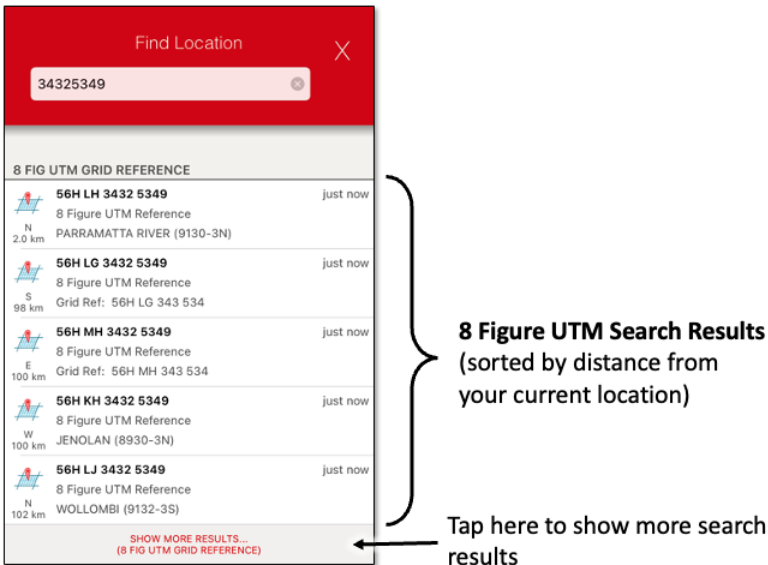 Find Location
X
34325349
8 FIG UTM GRID REFERENCE
56H LH 3432 5349
just now
8 Figure UTM Reference
N
2.0 km
PARRAMATTA RIVER (9130-3N)
56H LG 3432 5349
just now
8 Figure UTM Reference
S
98 km
Grid Ref: 56H LG 343 534
56H MH 3432 5349
just now
8 Figure UTM Reference
E
100 km
Grid Ref: 56H MH 343 534
56H KH 3432 5349
just now
8 Figure UTM Reference
W
100 km
JENOLAN (8930-3N)
56H LJ 3432 5349
just now
8 Figure UTM Reference
N
102 km
WOLLOMBI (9132-3S)
SHOW MORE RESULTS...
(8 FIG UTM GRID REFERENCE)
8 Figure UTM Search Results
(sorted by distance from
your current location)
Tap here to show more search
results